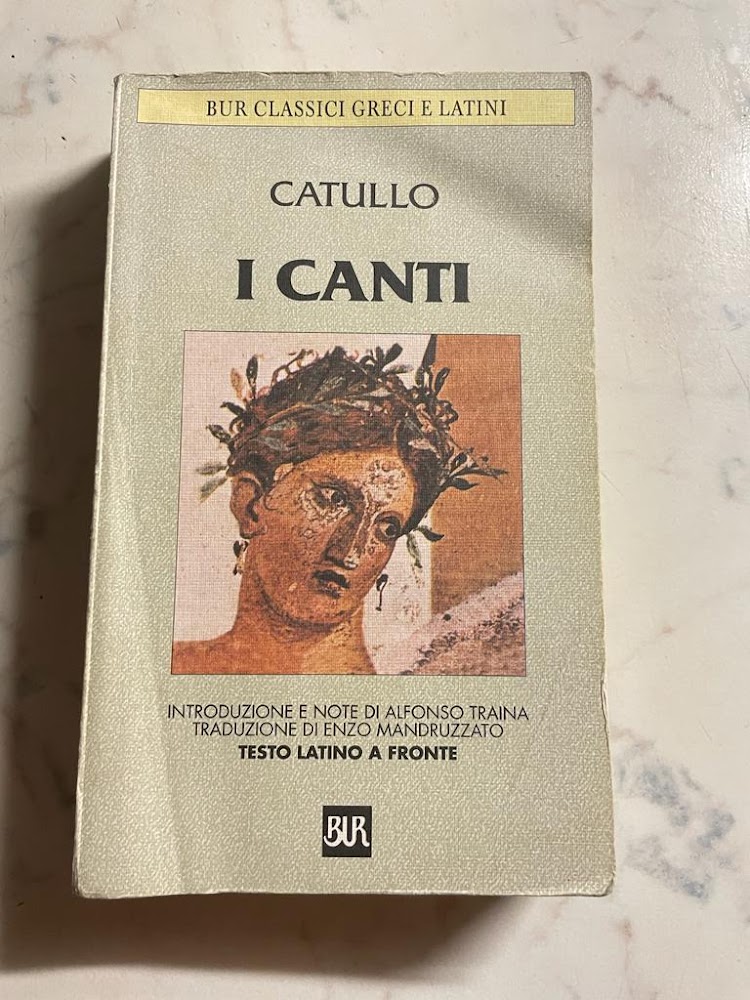 BUR CLASSICI GRECI E LATINI
CATULLO
I CANTI
INTRODUZIONE E NOTE DI ALFONSO TRAINA
TRADUZIONE DI ENZO MANDRUZZATO
TESTO LATINO A FRONTE
BUR